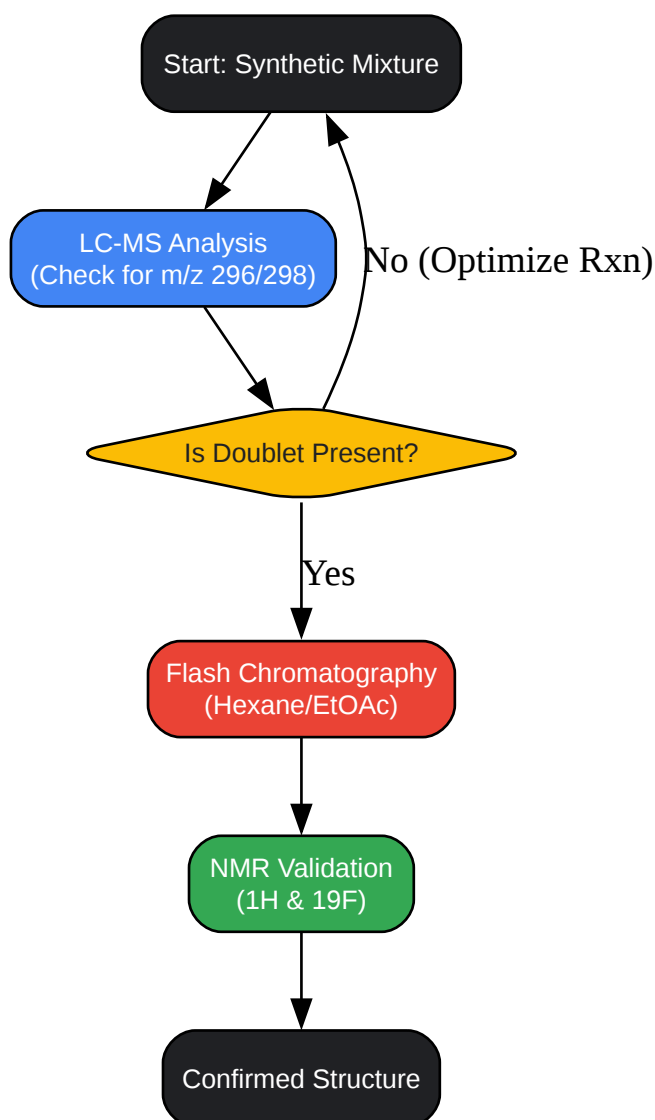 Start: Synthetic Mixture
LC-MS Analysis
(Check for m/z 296/298)
No (Optimize Rxn)
Is Doublet Present?
Yes
Flash Chromatography
(Hexane/EtOAc)
NMR Validation
(1H & 19F)
Confirmed Structure